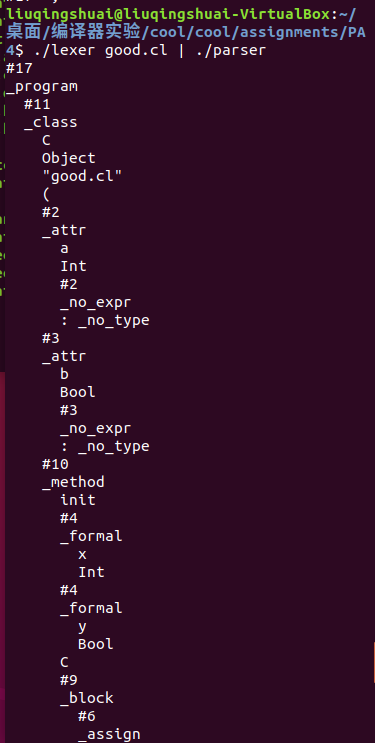 liuqingshuai@liuqingshuai-VirtualBox:~/
桌面/编译器实验/cool/cool/assignments/PA
4$ ./lexer good.cl | ./parser
#17
_program
  #11
  _class
    C
    Object
    "good.cl"
    (
    #2
    _attr
      a
      Int
      #2
      _no_expr
      : _no_type
    #3
    _attr
      b
      Bool
      #3
      _no_expr
      : _no_type
    #10
    _method
      init
      #4
      _formal
        x
        Int
      #4
      _formal
        y
        Bool
      C
      #9
      _block
        #6
        _assign